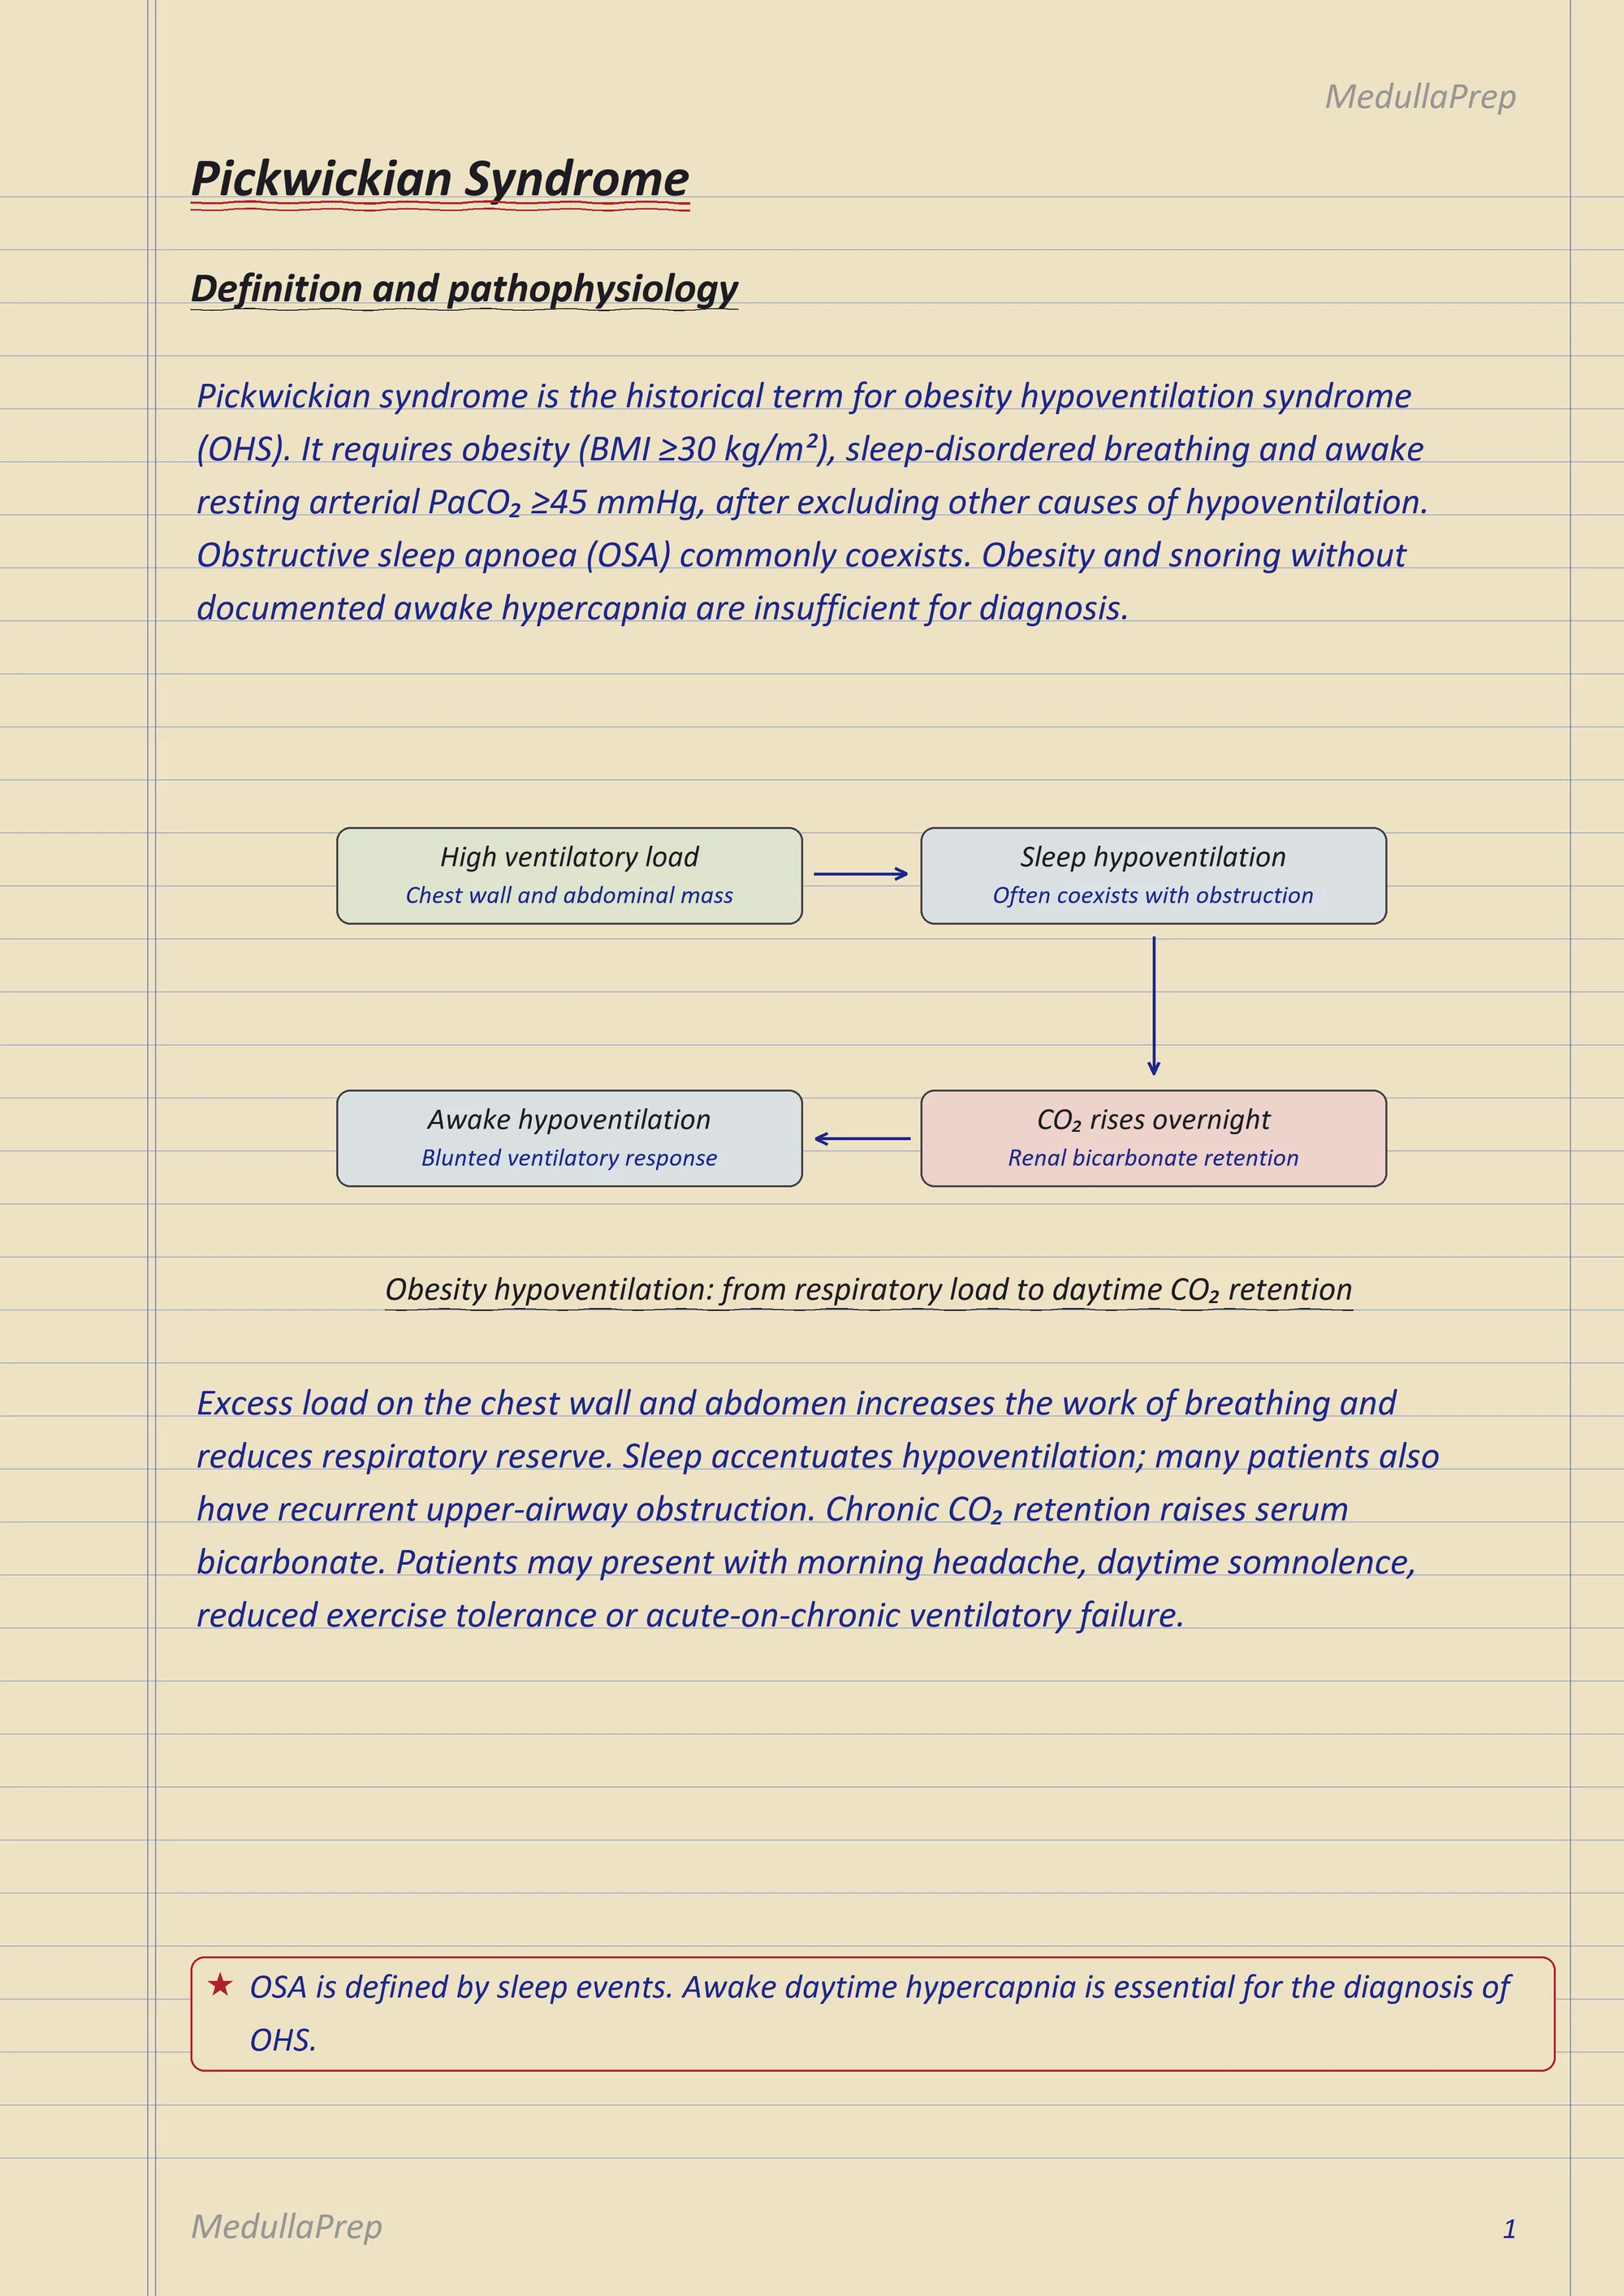 MedullaPrep
Pickwickian Syndrome
Definition and pathophysiology
Pickwickian syndrome is the historical term for obesity hypoventilation syndrome
(OHS). It requires obesity (BMI ≥30 kg/m²), sleep-disordered breathing and awake
resting arterial PaCO₂ ≥45 mmHg, after excluding other causes of hypoventilation.
Obstructive sleep apnoea (OSA) commonly coexists. Obesity and snoring without
documented awake hypercapnia are insufficient for diagnosis.
High ventilatory load
Chest wall and abdominal mass
Sleep hypoventilation
Often coexists with obstruction
Awake hypoventilation
Blunted ventilatory response
CO₂ rises overnight
Renal bicarbonate retention
Obesity hypoventilation: from respiratory load to daytime CO₂ retention
Excess load on the chest wall and abdomen increases the work of breathing and
reduces respiratory reserve. Sleep accentuates hypoventilation; many patients also
have recurrent upper-airway obstruction. Chronic CO₂ retention raises serum
bicarbonate. Patients may present with morning headache, daytime somnolence,
reduced exercise tolerance or acute-on-chronic ventilatory failure.
★ OSA is defined by sleep events. Awake daytime hypercapnia is essential for the diagnosis of
OHS.
MedullaPrep
1